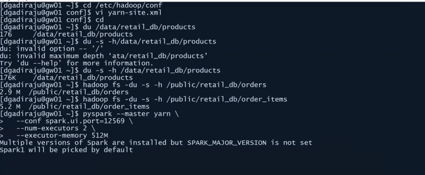 [dgadiraju@gw01 ~]$ cd /etc/hadoop/conf
[dgadiraju@gw01 conf]$ vi yarn-site.xml
[dgadiraju@gw01 conf]$ cd
[dgadiraju@gw01 ~]$ du /data/retail_db/products
176 /data/retail_db/products
[dgadiraju@gw01 ~]$ du -s -h/data/retail_db/products
du: invalid option -- '/'
du: invalid maximum depth 'ata/retail_db/products'
Try 'du --help' for more information.
[dgadiraju@gw01 ~]$ du -s -h /data/retail_db/products
176K /data/retail_db/products
[dgadiraju@gw01 ~]$ hadoop fs -du -s -h /public/retail_db/orders
2.9 M /public/retail_db/orders
[dgadiraju@gw01 ~]$ hadoop fs -du -s -h /public/retail_db/order_items
5.2 M /public/retail_db/order_items
[dgadiraju@gw01 ~]$ pyspark --master yarn \
> --conf spark.ui.port=12569 \
> --num-executors 2 \
> --executor-memory 512M
Multiple versions of Spark are installed but SPARK_MAJOR_VERSION is not set
Spark1 will be picked by default